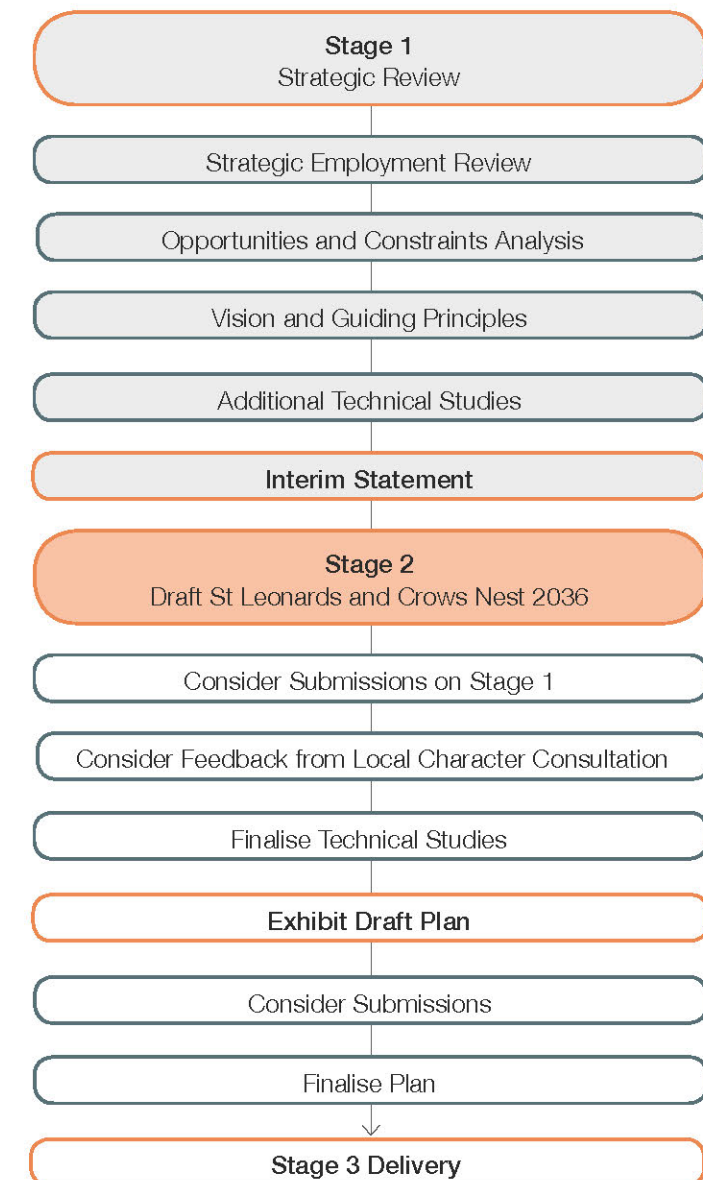 Stage 1
Strategic Review
Strategic Employment Review
Opportunities and Constraints Analysis
Vision and Guiding Principles
Additional Technical Studies
Interim Statement
Stage 2
Draft St Leonards and Crows Nest 2036
Consider Submissions on Stage 1
Consider Feedback from Local Character Consultation
Finalise Technical Studies
Exhibit Draft Plan
Consider Submissions
Finalise Plan
Stage 3 Delivery